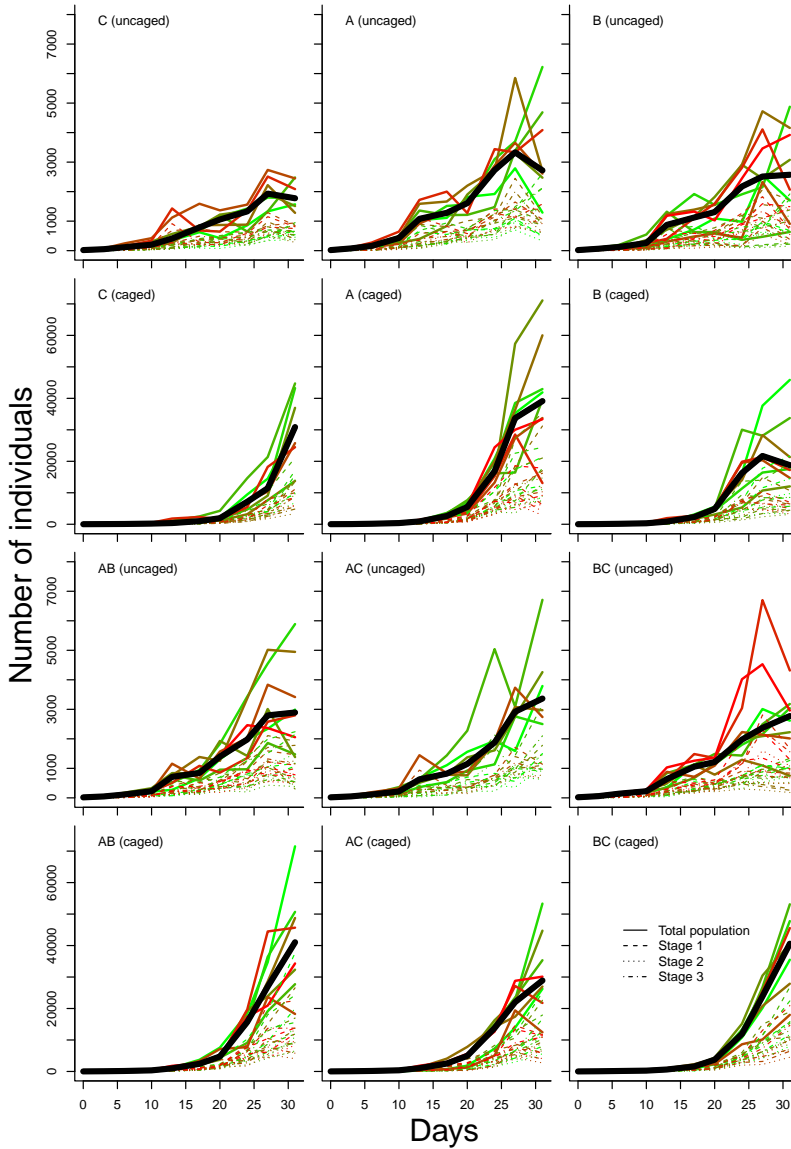 C (uncaged)
A (uncaged)
B (uncaged)
0 1000 3000 5000 7000
C (caged)
A (caged)
B (caged)
0 20000 40000 60000
Number of individuals
AB (uncaged)
AC (uncaged)
BC (uncaged)
0 1000 3000 5000 7000
AB (caged)
AC (caged)
BC (caged)
0 20000 40000 60000
Total population
Stage 1
Stage 2
Stage 3
0 5 10 15 20 25 30
0 5 10 15 20 25 30
0 5 10 15 20 25 30
Days